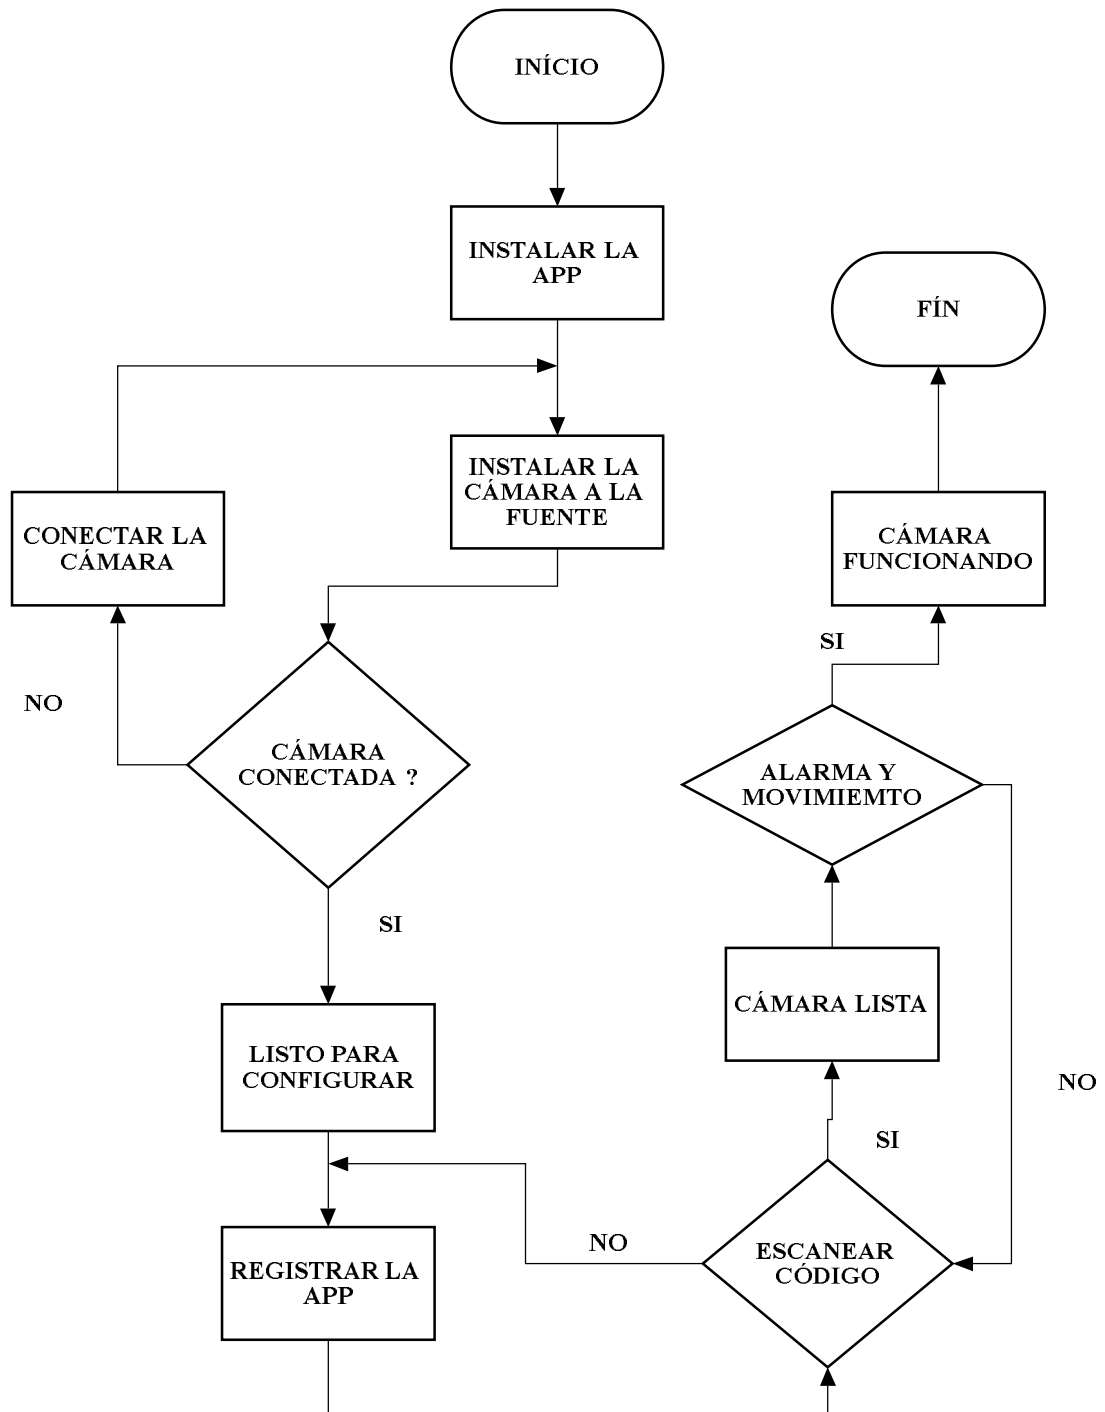 INÍCIO
INSTALAR LA
APP
INSTALAR LA
CÁMARA A LA
FUENTE
CONECTAR LA
CÁMARA
NO
CÁMARA
CONECTADA ?
SI
LISTO PARA
CONFIGURAR
REGISTRAR LA
APP
ESCANEAR
CÓDIGO
NO
SI
CÁMARA LISTA
ALARMA Y
MOVIMIEMTO
NO
SI
CÁMARA
FUNCIONANDO
FÍN